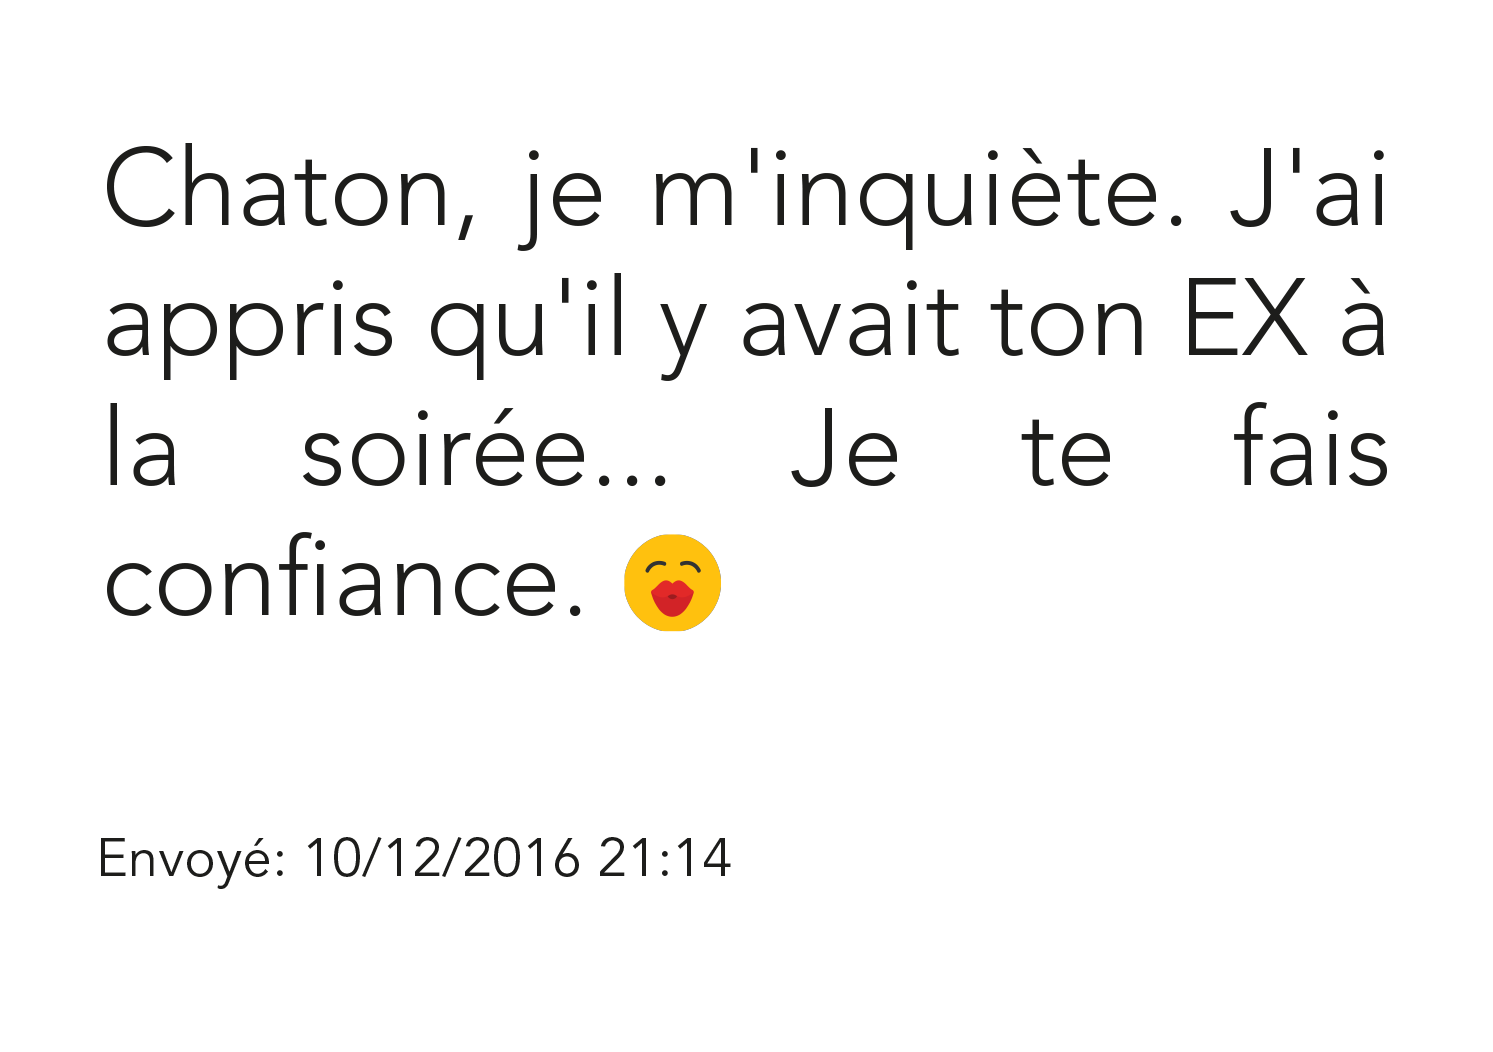 Chaton, je m'inquiète. J'ai
appris qu'il y avait ton EX à
la soirée... Je te fais
confiance.
Envoyé: 10/12/2016 21:14